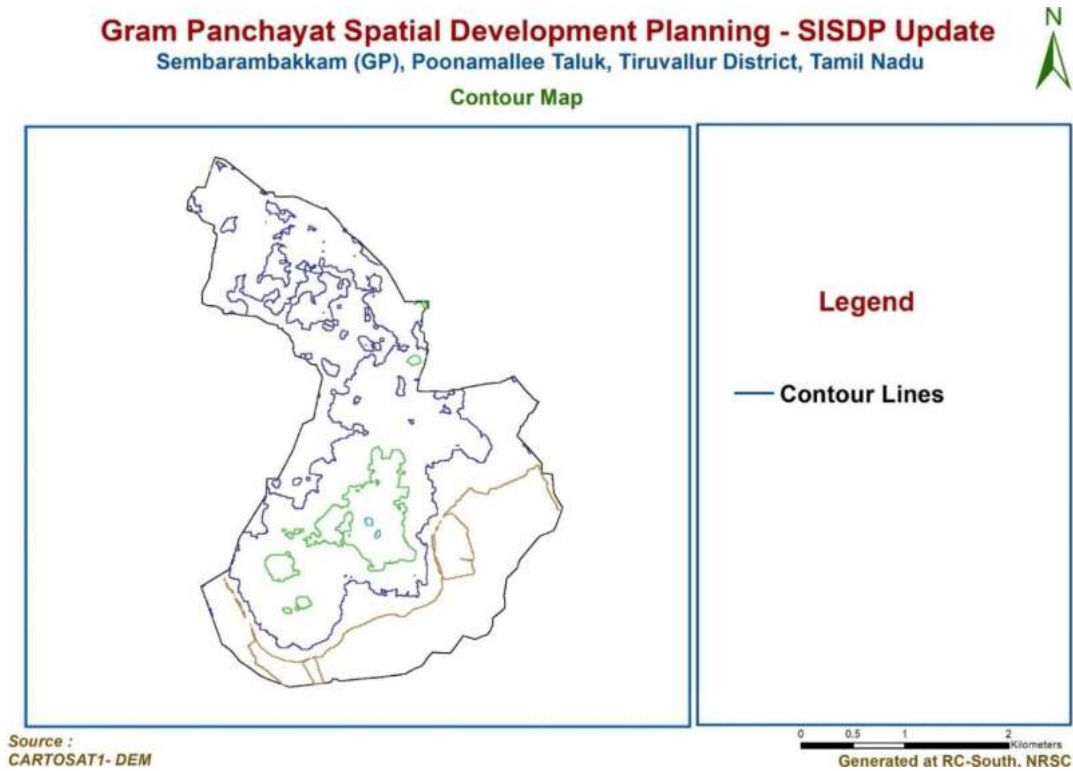 Gram Panchayat Spatial Development Planning - SISDP Update
Sembarambakkam (GP), Poonamallee Taluk, Tiruvallur District, Tamil Nadu
Contour Map
N
Legend
Contour Lines
Source :
CARTOSAT1- DEM
0 0.5 1 2
Kilometers
Generated at RC-South, NRSC